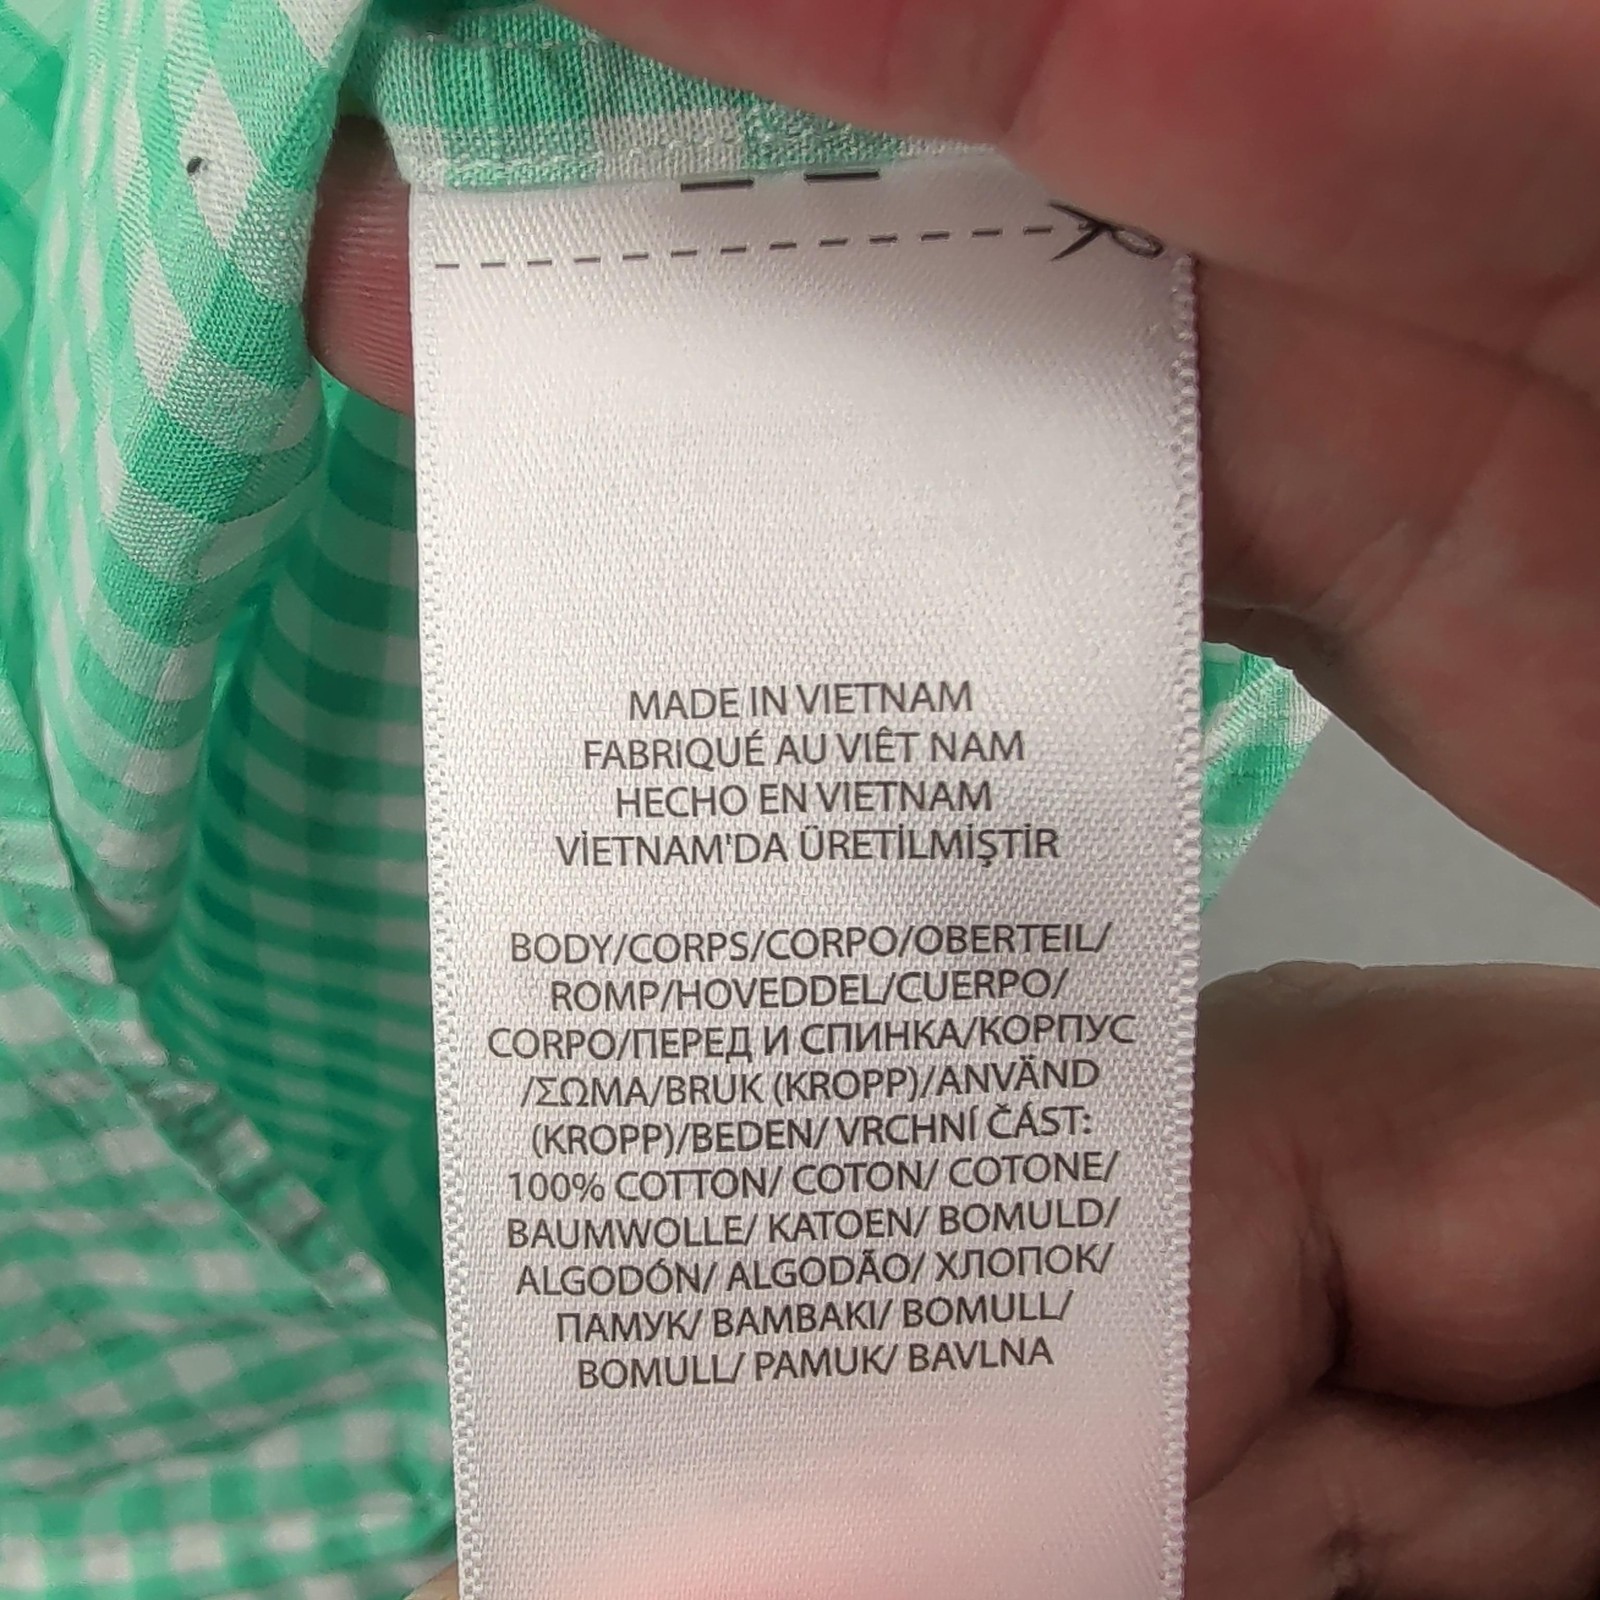 MADE IN VIETNAM
FABRIQUÉ AU VIÊT NAM
HECHO EN VIETNAM
VİETNAM'DA ÜRETİLMİŞTİR
BODY/CORPS/CORPO/OBERTEIL/
ROMP/HOVEDDEL/CUERPO/
CORPO/ПЕРЕД И СПИНКА/КОРПУС
/ΣΩΜΑ/BRUK (KROPP)/ANVÄND
(KROPP)/BEDEN/ VRCHNÍ ČÁST:
100% COTTON/ COTON/ COTONE/
BAUMWOLLE/ KATOEN/ BOMULD/
ALGODÓN/ ALGODÃO/ ХЛОПОК/
ПАМУК/ ΒΑΜΒΑΚΙ/ BOMULL/
BOMULL/ PAMUK/ BAVLNA